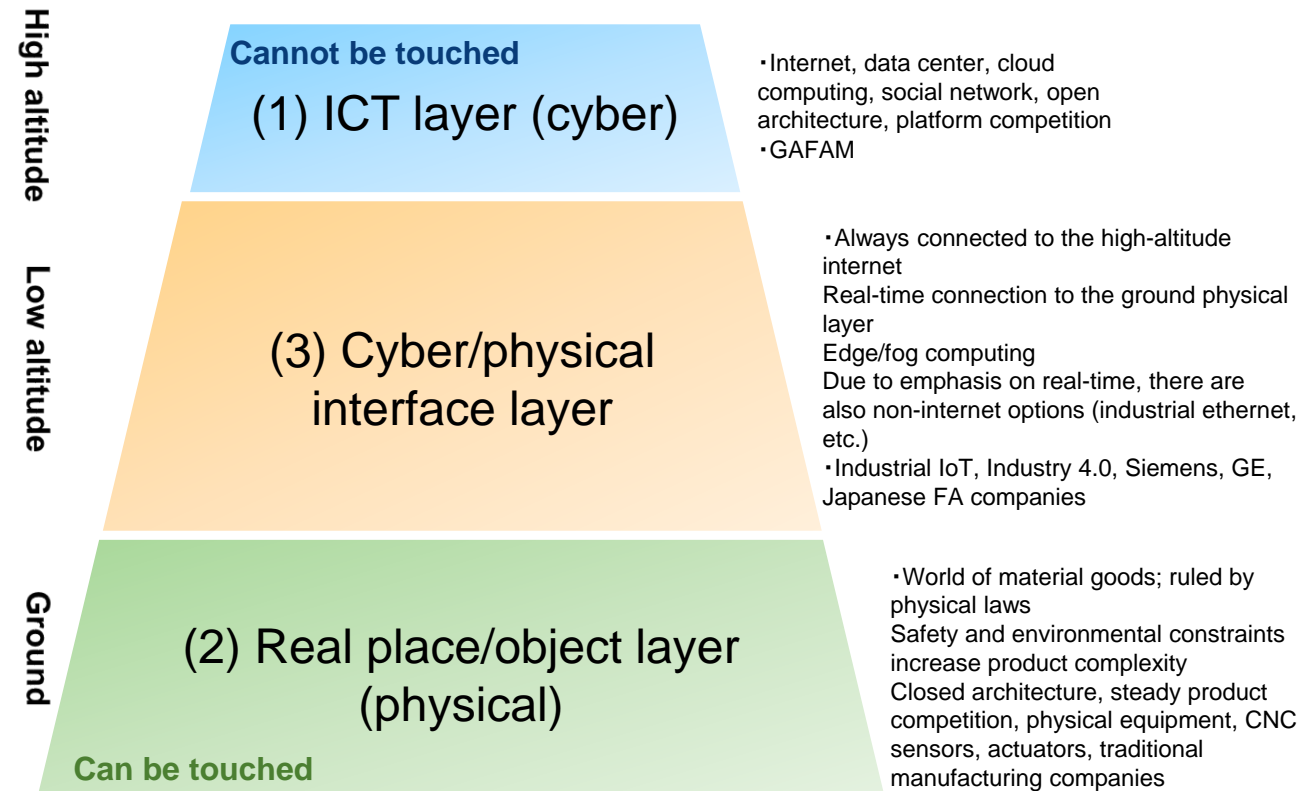 High altitude
Cannot be touched
(1) ICT layer (cyber)
・Internet, data center, cloud
computing, social network, open
architecture, platform competition
・GAFAM
Low altitude
(3) Cyber/physical
interface layer
・Always connected to the high-altitude
internet
Real-time connection to the ground physical
layer
Edge/fog computing
Due to emphasis on real-time, there are
also non-internet options (industrial ethernet,
etc.)
・Industrial IoT, Industry 4.0, Siemens, GE,
Japanese FA companies
Ground
(2) Real place/object layer
(physical)
Can be touched
・World of material goods; ruled by
physical laws
Safety and environmental constraints
increase product complexity
Closed architecture, steady product
competition, physical equipment, CNC
sensors, actuators, traditional
manufacturing companies